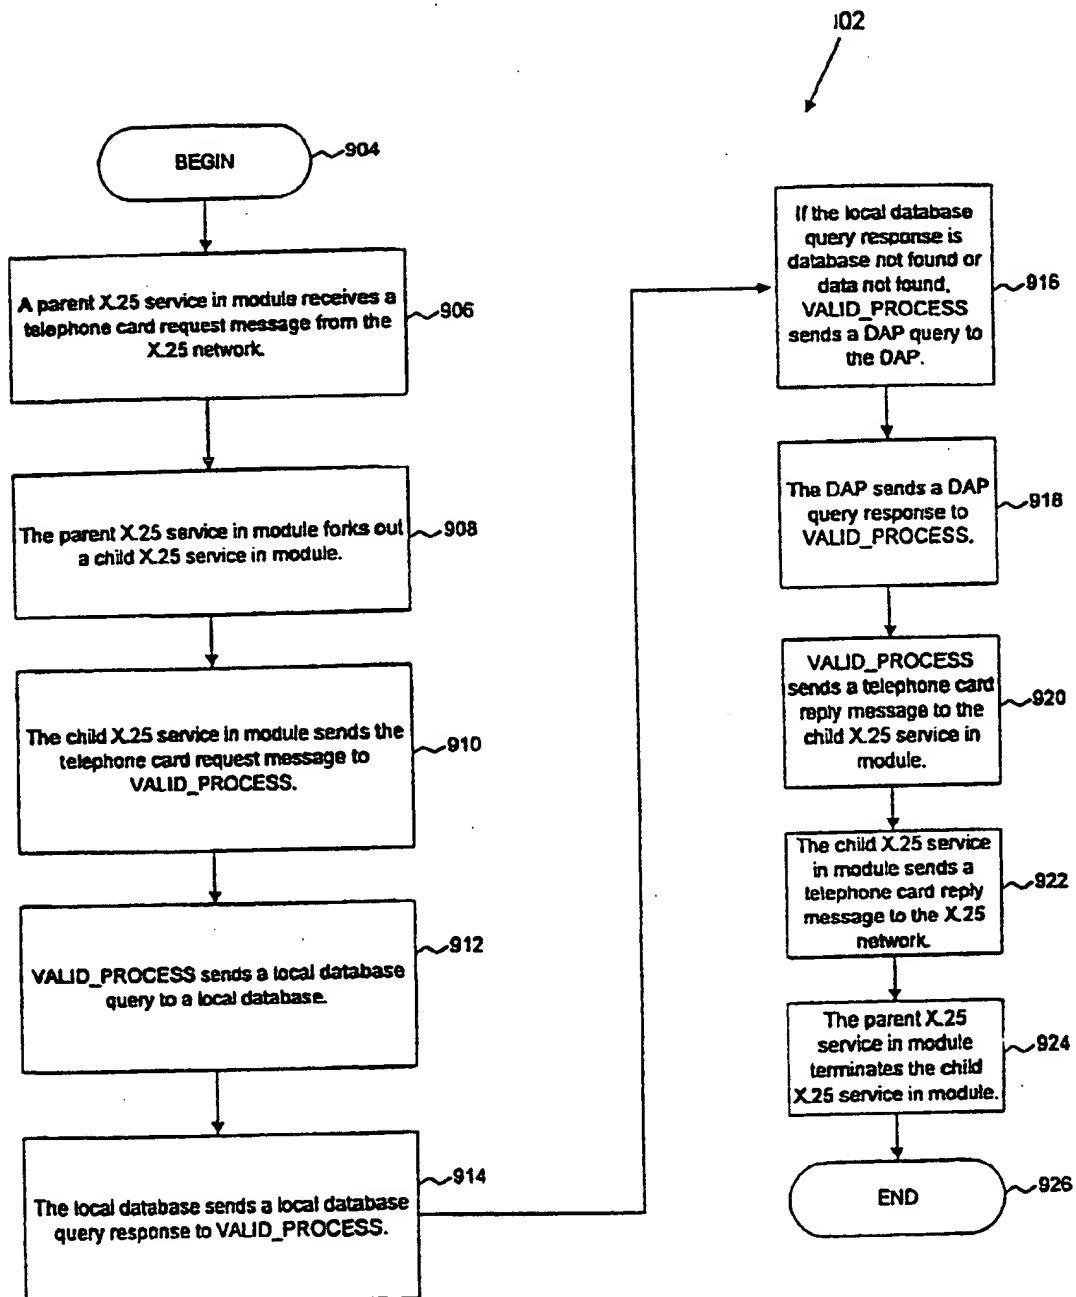 102
BEGIN
904
A parent X.25 service in module receives a
telephone card request message from the
X.25 network.
906
The parent X.25 service in module forks out
a child X.25 service in module.
908
The child X.25 service in module sends the
telephone card request message to
VALID_PROCESS.
910
VALID_PROCESS sends a local database
query to a local database.
912
The local database sends a local database
query response to VALID_PROCESS.
914
If the local database
query response is
database not found or
data not found,
VALID_PROCESS
sends a DAP query to
the DAP.
916
The DAP sends a DAP
query response to
VALID_PROCESS.
918
VALID_PROCESS
sends a telephone card
reply message to the
child X.25 service in
module.
920
The child X.25 service
in module sends a
telephone card reply
message to the X.25
network.
922
The parent X.25
service in module
terminates the child
X.25 service in module.
924
END
926